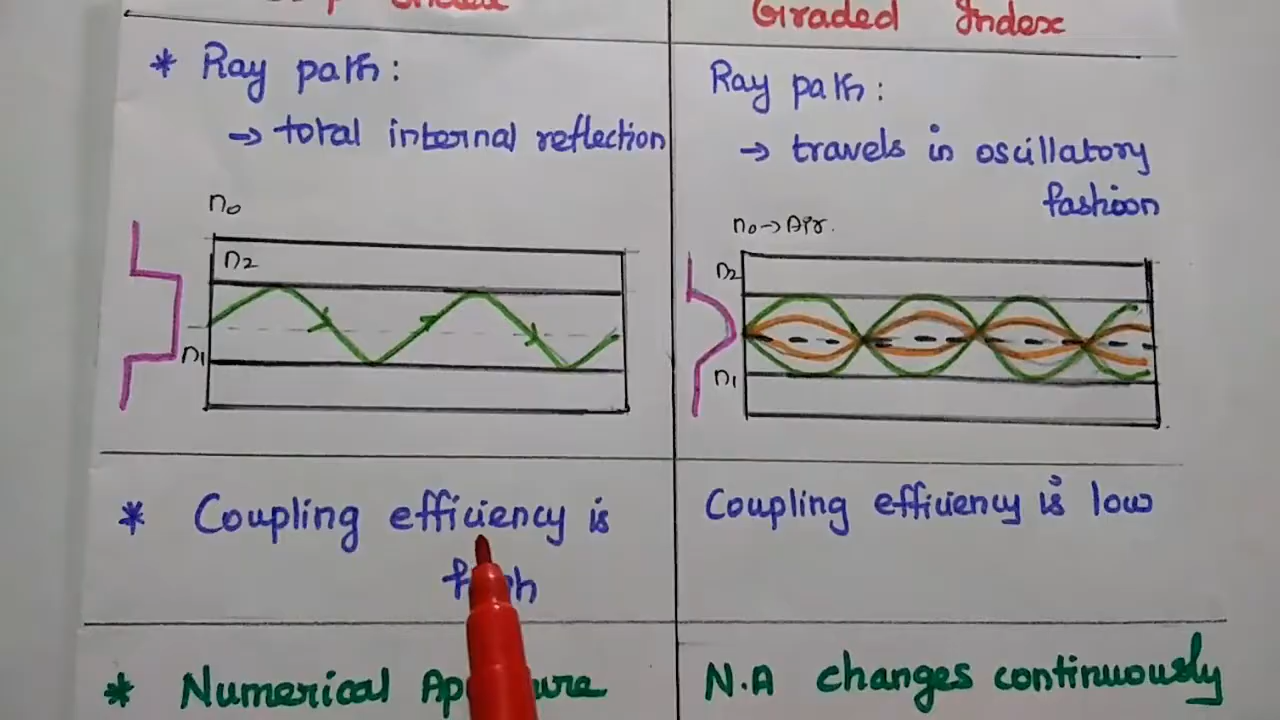 Graded Index
* Ray path :
→ total internal reflection
n0
n2
n1
* Coupling efficiency is
* Numerical
Ray path :
→ travels in oscillatory
fashion
n0 → Air.
n2
n1
Coupling efficiency is low
N.A changes continuously